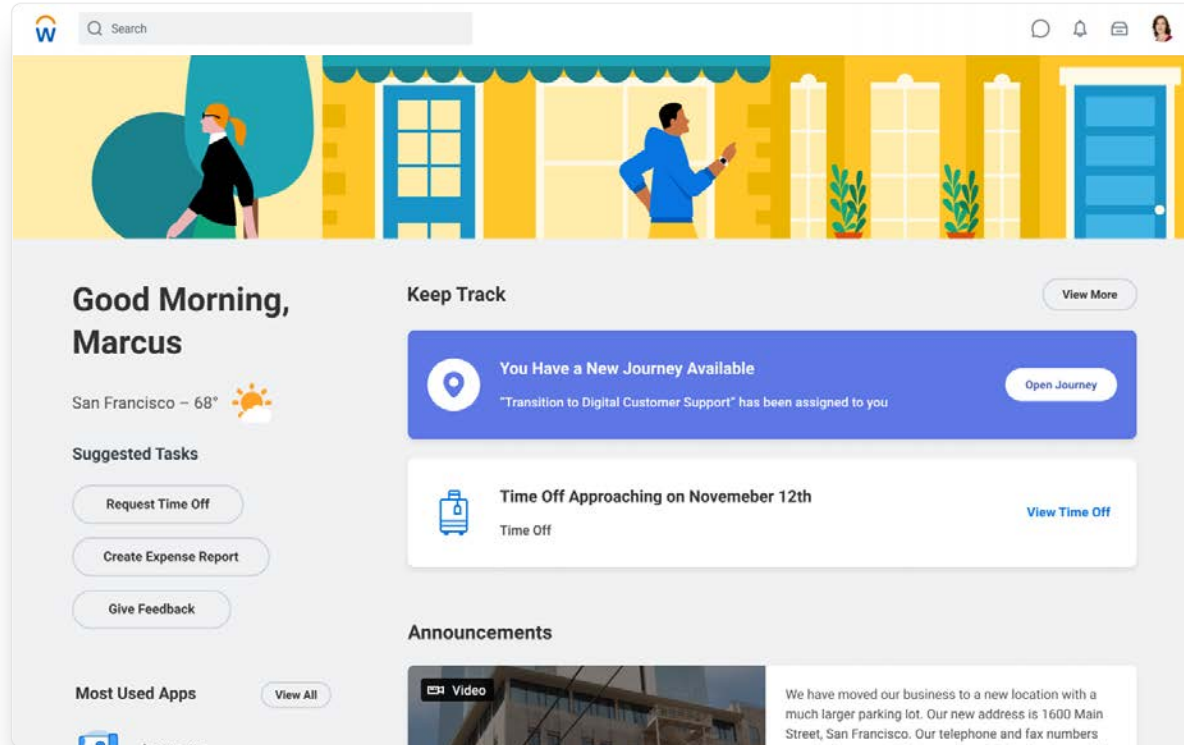 W
Search
Good Morning,
Marcus
San Francisco – 68°
Suggested Tasks
Request Time Off
Create Expense Report
Give Feedback
Most Used Apps
View All
Keep Track
View More
You Have a New Journey Available
"Transition to Digital Customer Support" has been assigned to you
Open Journey
Time Off Approaching on Novemeber 12th
Time Off
View Time Off
Announcements
Video
We have moved our business to a new location with a
much larger parking lot. Our new address is 1600 Main
Street, San Francisco. Our telephone and fax numbers